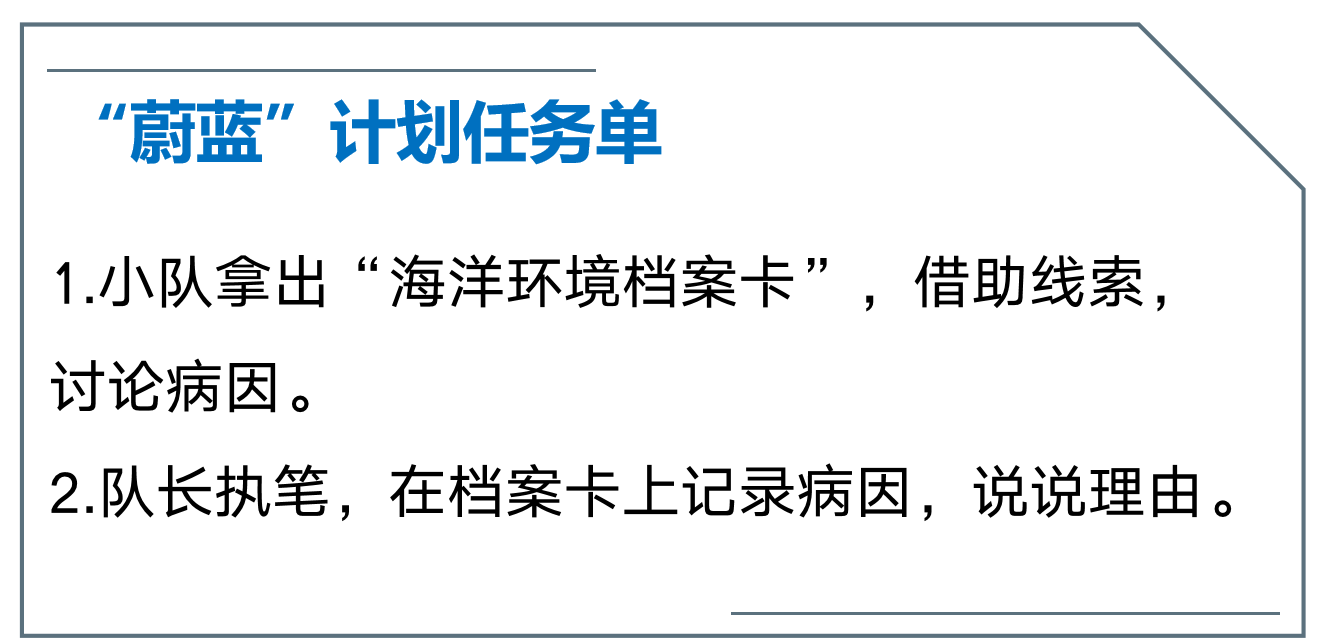 “蔚蓝”计划任务单
1.小队拿出“海洋环境档案卡”，借助线索，
讨论病因。
2.队长执笔，在档案卡上记录病因，说说理由。